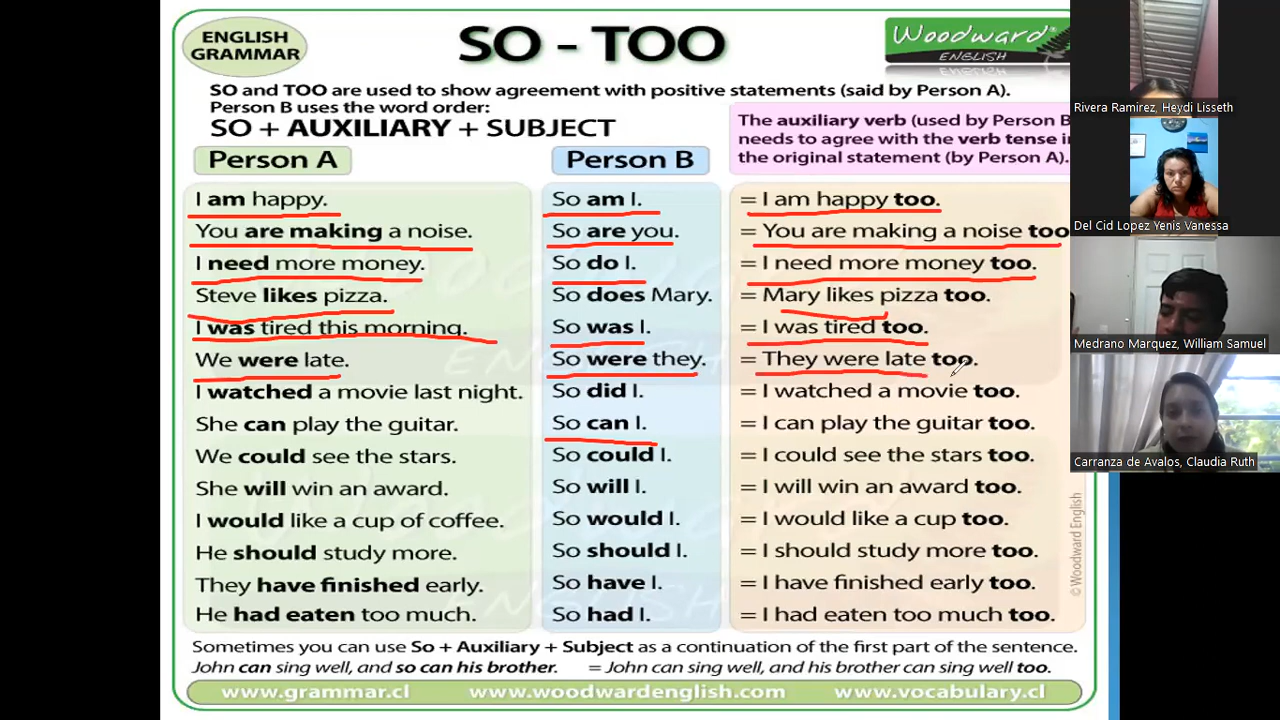 ENGLISH
GRAMMAR
SO - TOO
Woodward®
ENGLISH
SO and TOO are used to show agreement with positive statements (said by Person A).
Person B uses the word order:
SO + AUXILIARY + SUBJECT
The auxiliary verb (used by Person B
needs to agree with the verb tense in
the original statement (by Person A).
Person A
Person B
I am happy. So am I. = I am happy too.
You are making a noise. So are you. = You are making a noise too
I need more money. So do I. = I need more money too.
Steve likes pizza. So does Mary. = Mary likes pizza too.
I was tired this morning. So was I. = I was tired too.
We were late. So were they. = They were late too.
I watched a movie last night. So did I. = I watched a movie too.
She can play the guitar. So can I. = I can play the guitar too.
We could see the stars. So could I. = I could see the stars too.
She will win an award. So will I. = I will win an award too.
I would like a cup of coffee. So would I. = I would like a cup too.
He should study more. So should I. = I should study more too.
They have finished early. So have I. = I have finished early too.
He had eaten too much. So had I. = I had eaten too much too.
© Woodward English
Sometimes you can use So + Auxiliary + Subject as a continuation of the first part of the sentence.
John can sing well, and so can his brother. = John can sing well, and his brother can sing well too.
www.grammar.cl www.woodwardenglish.com www.vocabulary.cl
Rivera Ramirez, Heydi Lisseth
Del Cid Lopez Yenis Vanessa
Medrano Marquez, William Samuel
Carranza de Avalos, Claudia Ruth